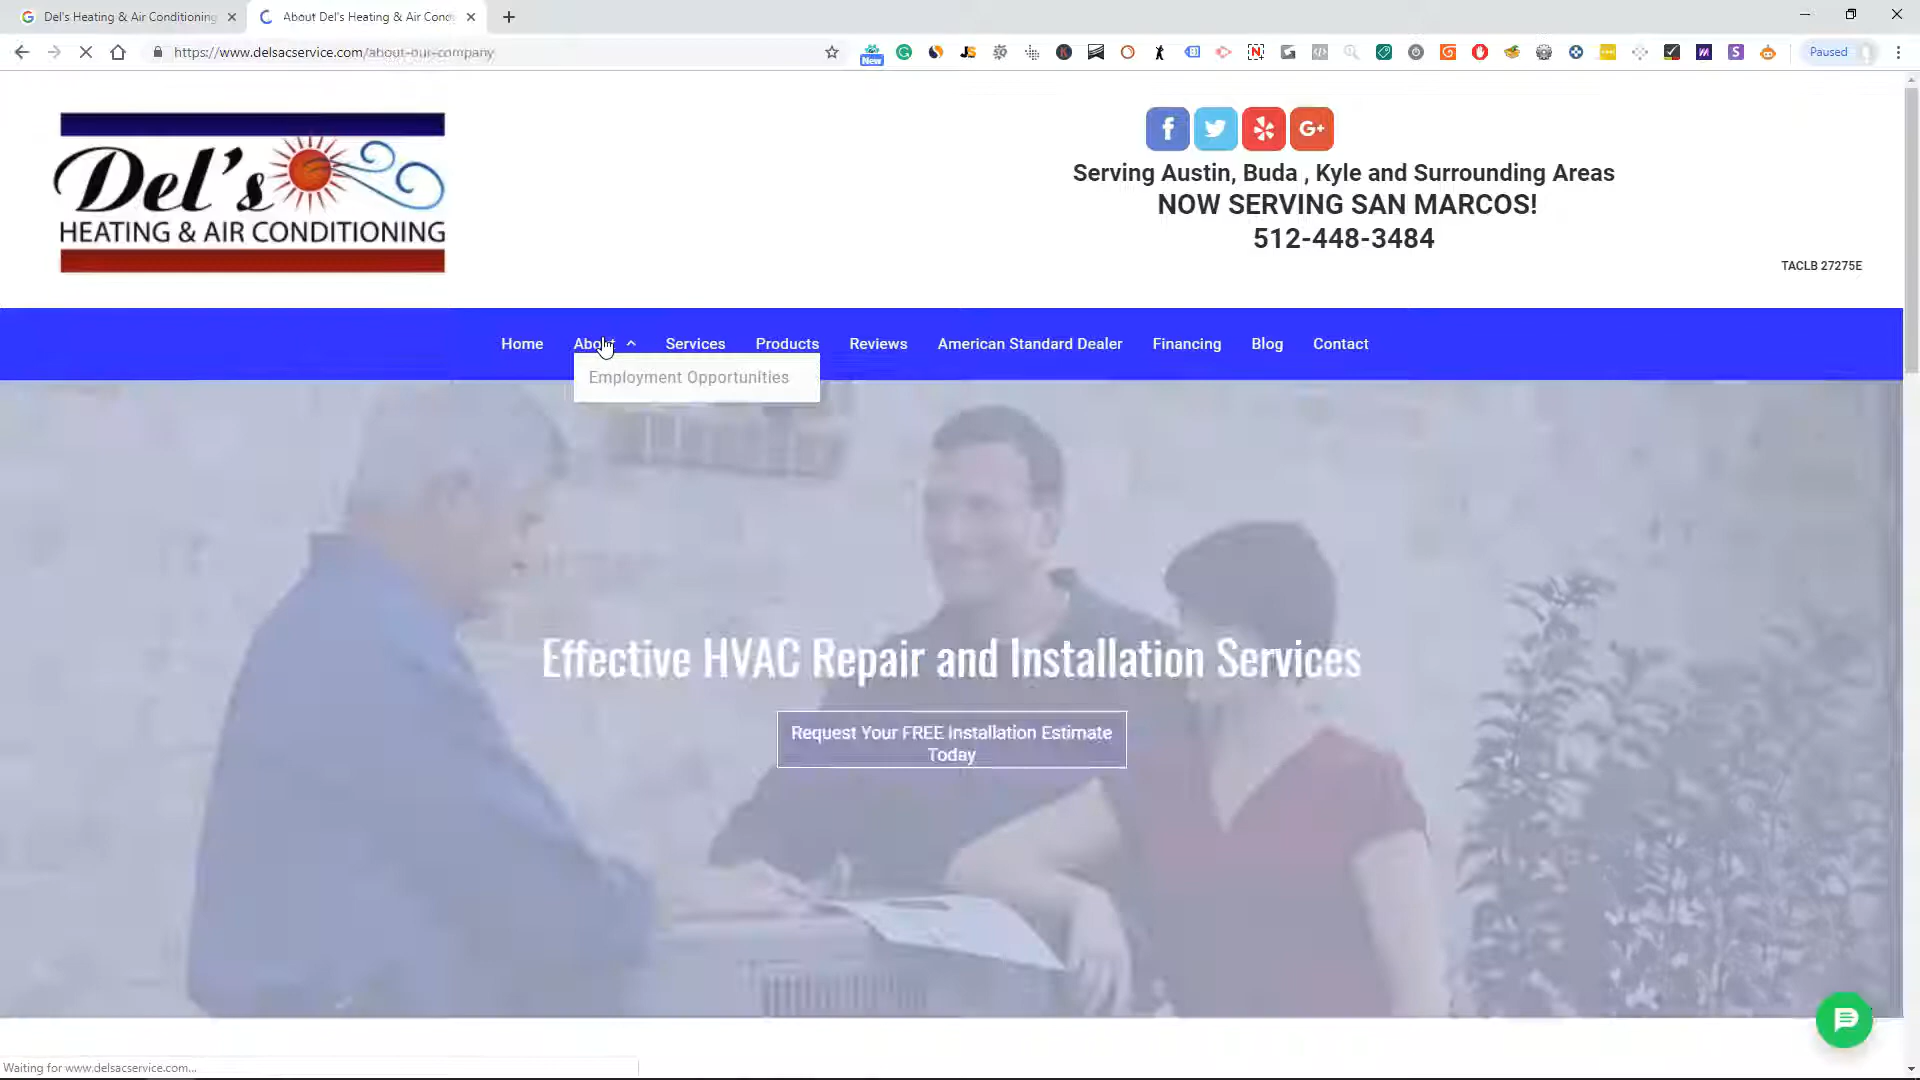 Del's Heating & Air Conditioning
About Del's Heating & Air Cond
https://www.delsacservice.com/about-our-company
New
Paused
Del's
HEATING & AIR CONDITIONING
Serving Austin, Buda , Kyle and Surrounding Areas
NOW SERVING SAN MARCOS!
512-448-3484
TACLB 27275E
Home About Services Products Reviews American Standard Dealer Financing Blog Contact
Employment Opportunities
Effective HVAC Repair and Installation Services
Request Your FREE Installation Estimate
Today
Waiting for www.delsacservice.com...